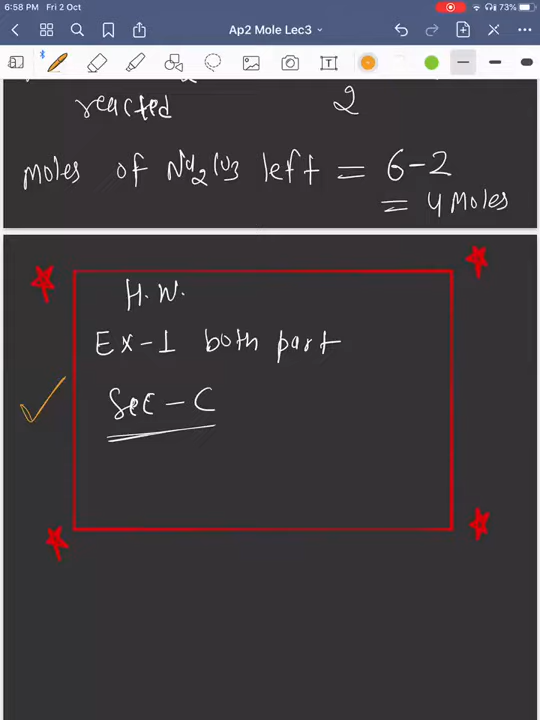 6:58 PM Fri 2 Oct 73%
Ap2 Mole Lec3
reacted 2
moles of Na2CO3 left = 6-2
= 4 Moles
H.W.
Ex-1 both part
Sec - C